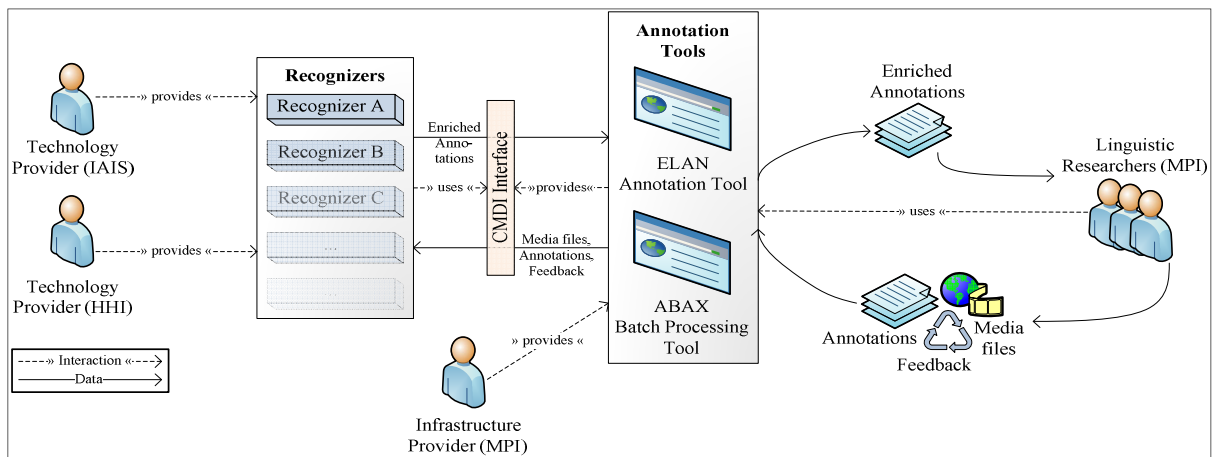 » provides «
Technology
Provider (IAIS)
» provides «
Technology
Provider (HHI)
Recognizers
Recognizer A
Recognizer B
Recognizer C
...
...
Enriched
Anno-
tations
» uses «
CMDI Interface
»provides«
Media files,
Annotations,
Feedback
Annotation
Tools
ELAN
Annotation Tool
ABAX
Batch Processing
Tool
» provides «
Infrastructure
Provider (MPI)
Enriched
Annotations
Linguistic
Researchers (MPI)
» uses «
Annotations
Feedback
Media
files
» Interaction «
Data